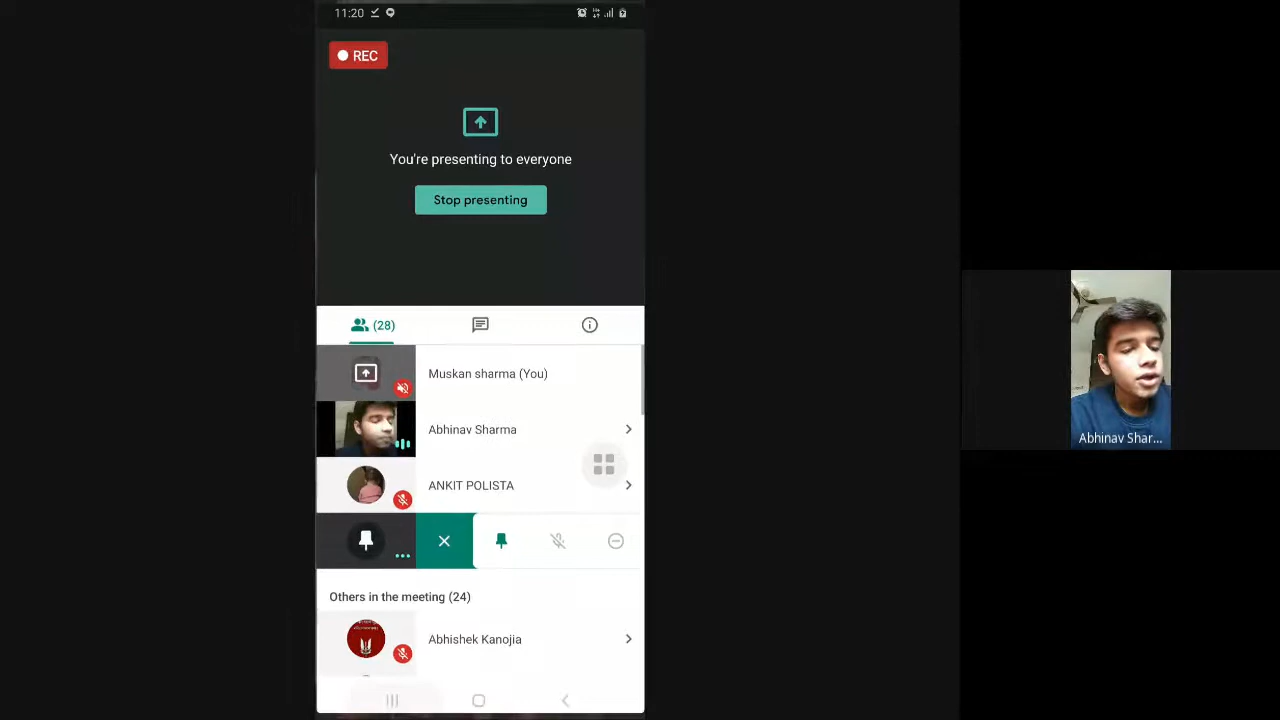 11:20
REC
You're presenting to everyone
Stop presenting
(28)
Muskan sharma (You)
Abhinav Sharma
ANKIT POLISTA
Others in the meeting (24)
Abhishek Kanojia
Abhinav Shar...